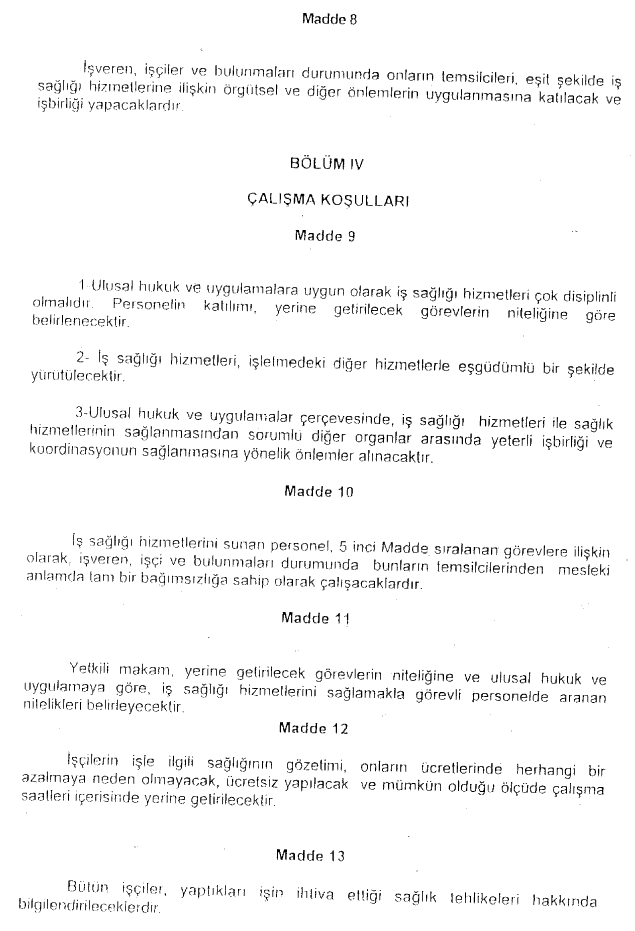 Madde 8
İşveren, işçiler ve bulunmaları durumunda onların temsilcileri, eşit şekilde iş
sağlığı hizmetlerine ilişkin örgütsel ve diğer önlemlerin uygulanmasına katılacak ve
işbirliği yapacaklardır.
BÖLÜM IV
ÇALIŞMA KOŞULLARI
Madde 9
1-Ulusal hukuk ve uygulamalara uygun olarak iş sağlığı hizmetleri çok disiplinli
olmalıdır. Personelin katılımı, yerine getirilecek görevlerin niteliğine göre
belirlenecektir.
2- İş sağlığı hizmetleri, işletmedeki diğer hizmetlerle eşgüdümlü bir şekilde
yürütülecektir.
3-Ulusal hukuk ve uygulamalar çerçevesinde, iş sağlığı hizmetleri ile sağlık
hizmetlerinin sağlanmasından sorumlu diğer organlar arasında yeterli işbirliği ve
koordinasyonun sağlanmasına yönelik önlemler alınacaktır.
Madde 10
İş sağlığı hizmetlerini sunan personel, 5 inci Madde sıralanan görevlere ilişkin
olarak, işveren, işçi ve bulunmaları durumunda bunların temsilcilerinden mesleki
anlamda tam bir bağımsızlığa sahip olarak çalışacaklardır.
Madde 11
Yetkili makam, yerine getirilecek görevlerin niteliğine ve ulusal hukuk ve
uygulamaya göre, iş sağlığı hizmetlerini sağlamakla görevli personelde aranan
nitelikleri belirleyecektir.
Madde 12
İşçilerin işle ilgili sağlığının gözetimi, onların ücretlerinde herhangi bir
azalmaya neden olmayacak, ücretsiz yapılacak ve mümkün olduğu ölçüde çalışma
saatleri içerisinde yerine getirilecektir.
Madde 13
Bütün işçiler, yaptıkları işin ihtiva ettiği sağlık tehlikeleri hakkında
bilgilendirileceklerdir.